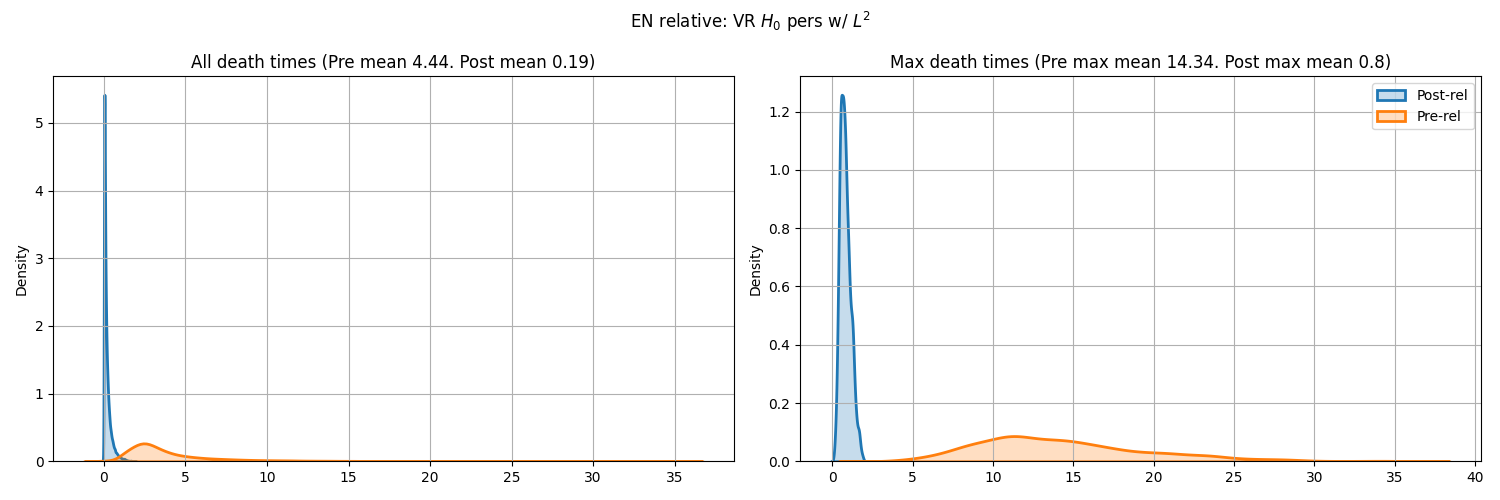 EN relative: VR $H_0$ pers w/ $L^2$
All death times (Pre mean 4.44. Post mean 0.19)
Density
5
4
3
2
1
0
0 5 10 15 20 25 30 35
Max death times (Pre max mean 14.34. Post max mean 0.8)
Post-rel
Pre-rel
Density
1.2
1.0
0.8
0.6
0.4
0.2
0.0
0 5 10 15 20 25 30 35 40